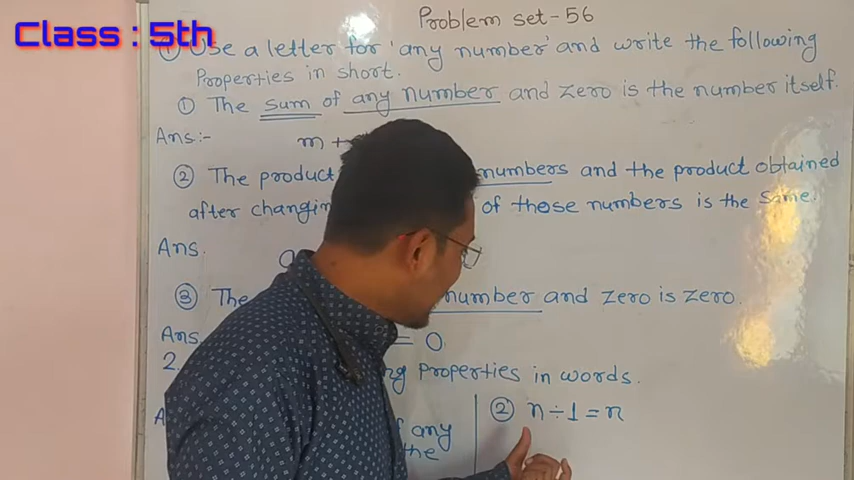 Class : 5th
Problem set-56
① Use a letter for 'any number' and write the following
Properties in short.
① The sum of any number and zero is the number itself.
Ans:- m +
② The product numbers and the product obtained
after changin of those numbers is the same.
Ans. a
③ The number and zero is zero.
Ans. = 0
2. ng properties in words.
A f any
the
② n ÷ 1 = n